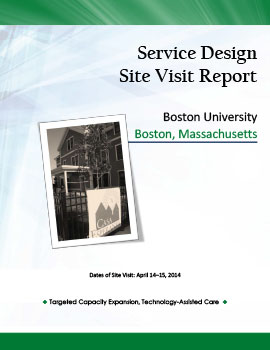 Service Design
Site Visit Report
Boston University
Boston, Massachusetts
Dates of Site Visit: April 14–15, 2014
◆ Targeted Capacity Expansion, Technology-Assisted Care ◆